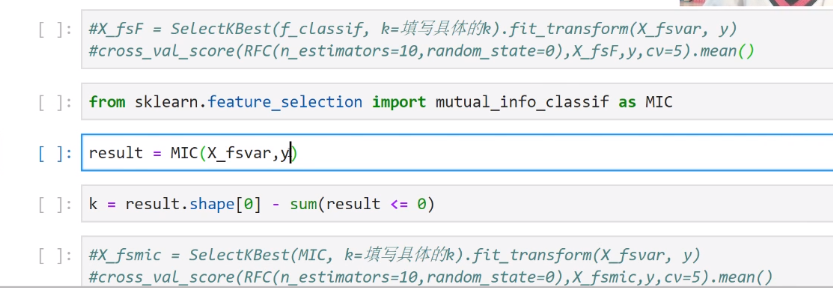 [ ]: #X_fsF = SelectKBest(f_classif, k=填写具体的k).fit_transform(X_fsvar, y)
#cross_val_score(RFC(n_estimators=10,random_state=0),X_fsF,y,cv=5).mean()
[ ]: from sklearn.feature_selection import mutual_info_classif as MIC
[ ]: result = MIC(X_fsvar,y)
[ ]: k = result.shape[0] - sum(result <= 0)
[ ]: #X_fsmic = SelectKBest(MIC, k=填写具体的k).fit_transform(X_fsvar, y)
#cross_val_score(RFC(n_estimators=10,random_state=0),X_fsmic,y,cv=5).mean()